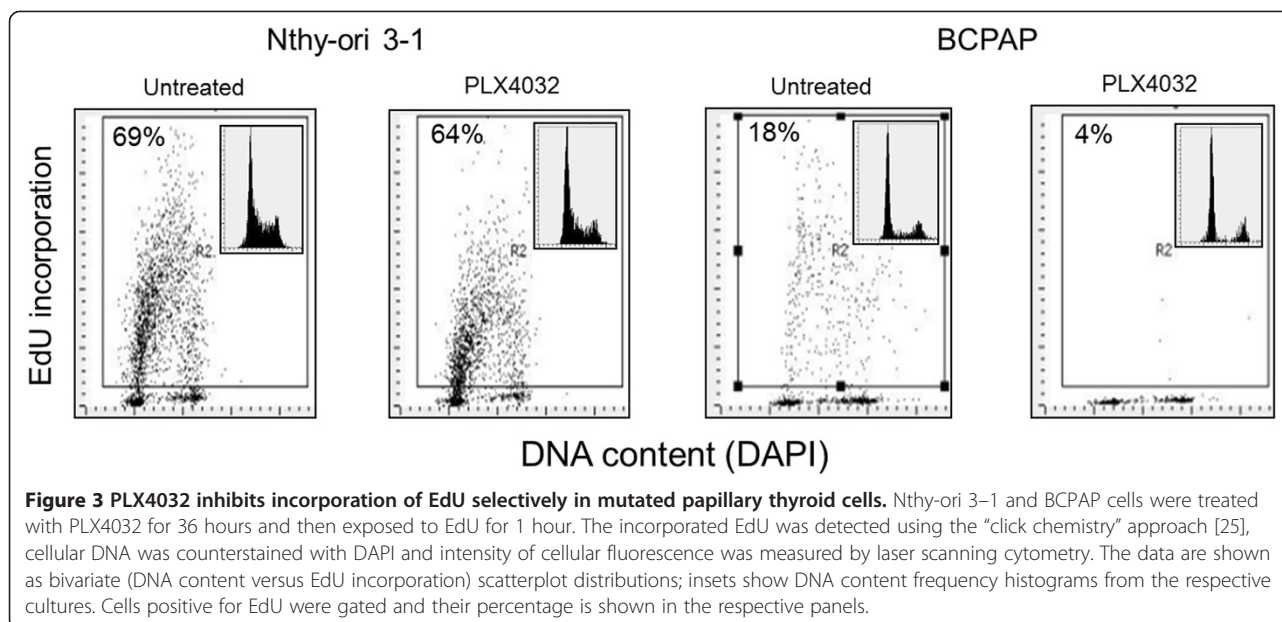 Nthy-ori 3-1
BCPAP
Untreated
PLX4032
Untreated
PLX4032
69%
64%
18%
4%
R2
R2
R2
R2
EdU incorporation
DNA content (DAPI)
Figure 3 PLX4032 inhibits incorporation of EdU selectively in mutated papillary thyroid cells. Nthy-ori 3–1 and BCPAP cells were treated
with PLX4032 for 36 hours and then exposed to EdU for 1 hour. The incorporated EdU was detected using the “click chemistry” approach [25],
cellular DNA was counterstained with DAPI and intensity of cellular fluorescence was measured by laser scanning cytometry. The data are shown
as bivariate (DNA content versus EdU incorporation) scatterplot distributions; insets show DNA content frequency histograms from the respective
cultures. Cells positive for EdU were gated and their percentage is shown in the respective panels.